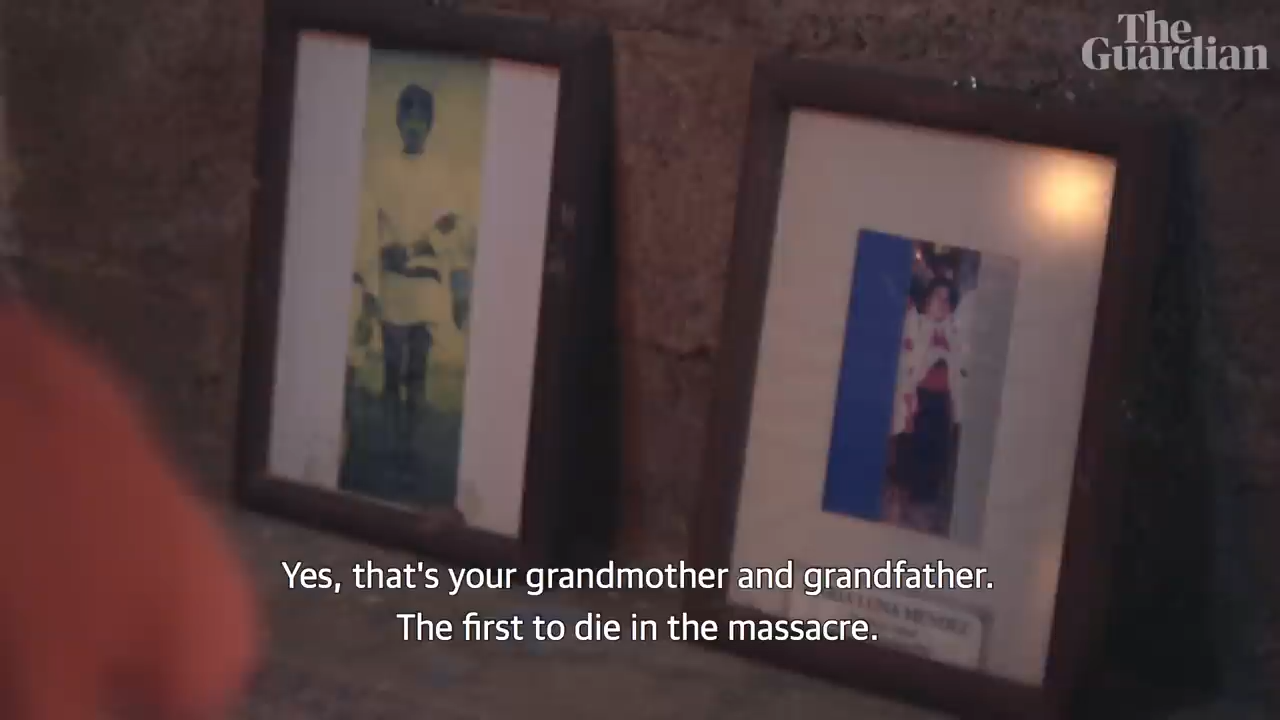 The
Guardian
Yes, that's your grandmother and grandfather.
The first to die in the massacre.